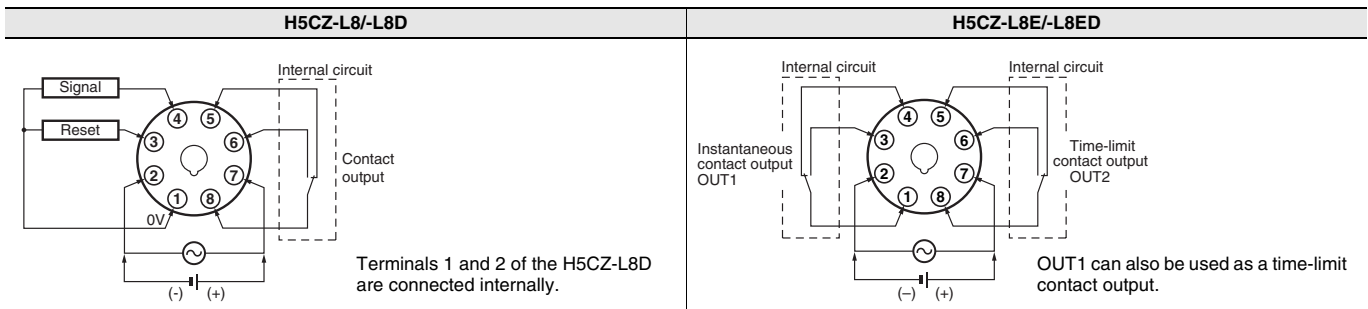 H5CZ-L8/-L8D
Internal circuit
Signal
Reset
4 5
3 6
2 7
1 8
0V
Contact
output
(-) (+)
Terminals 1 and 2 of the H5CZ-L8D
are connected internally.
H5CZ-L8E/-L8ED
Internal circuit
Internal circuit
Instantaneous
contact output
OUT1
4 5
3 6
2 7
1 8
Time-limit
contact output
OUT2
(–) (+)
OUT1 can also be used as a time-limit
contact output.